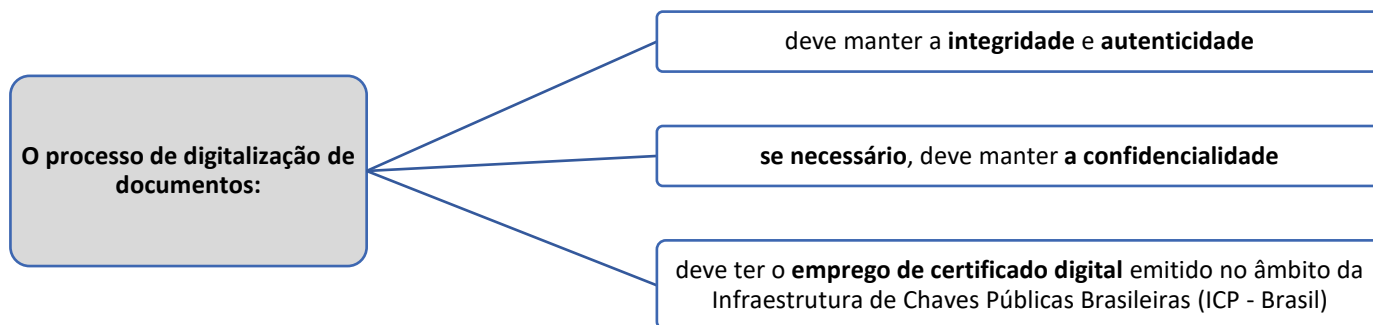 O processo de digitalização de
documentos:
deve manter a integridade e autenticidade
se necessário, deve manter a confidencialidade
deve ter o emprego de certificado digital emitido no âmbito da
Infraestrutura de Chaves Públicas Brasileiras (ICP - Brasil)